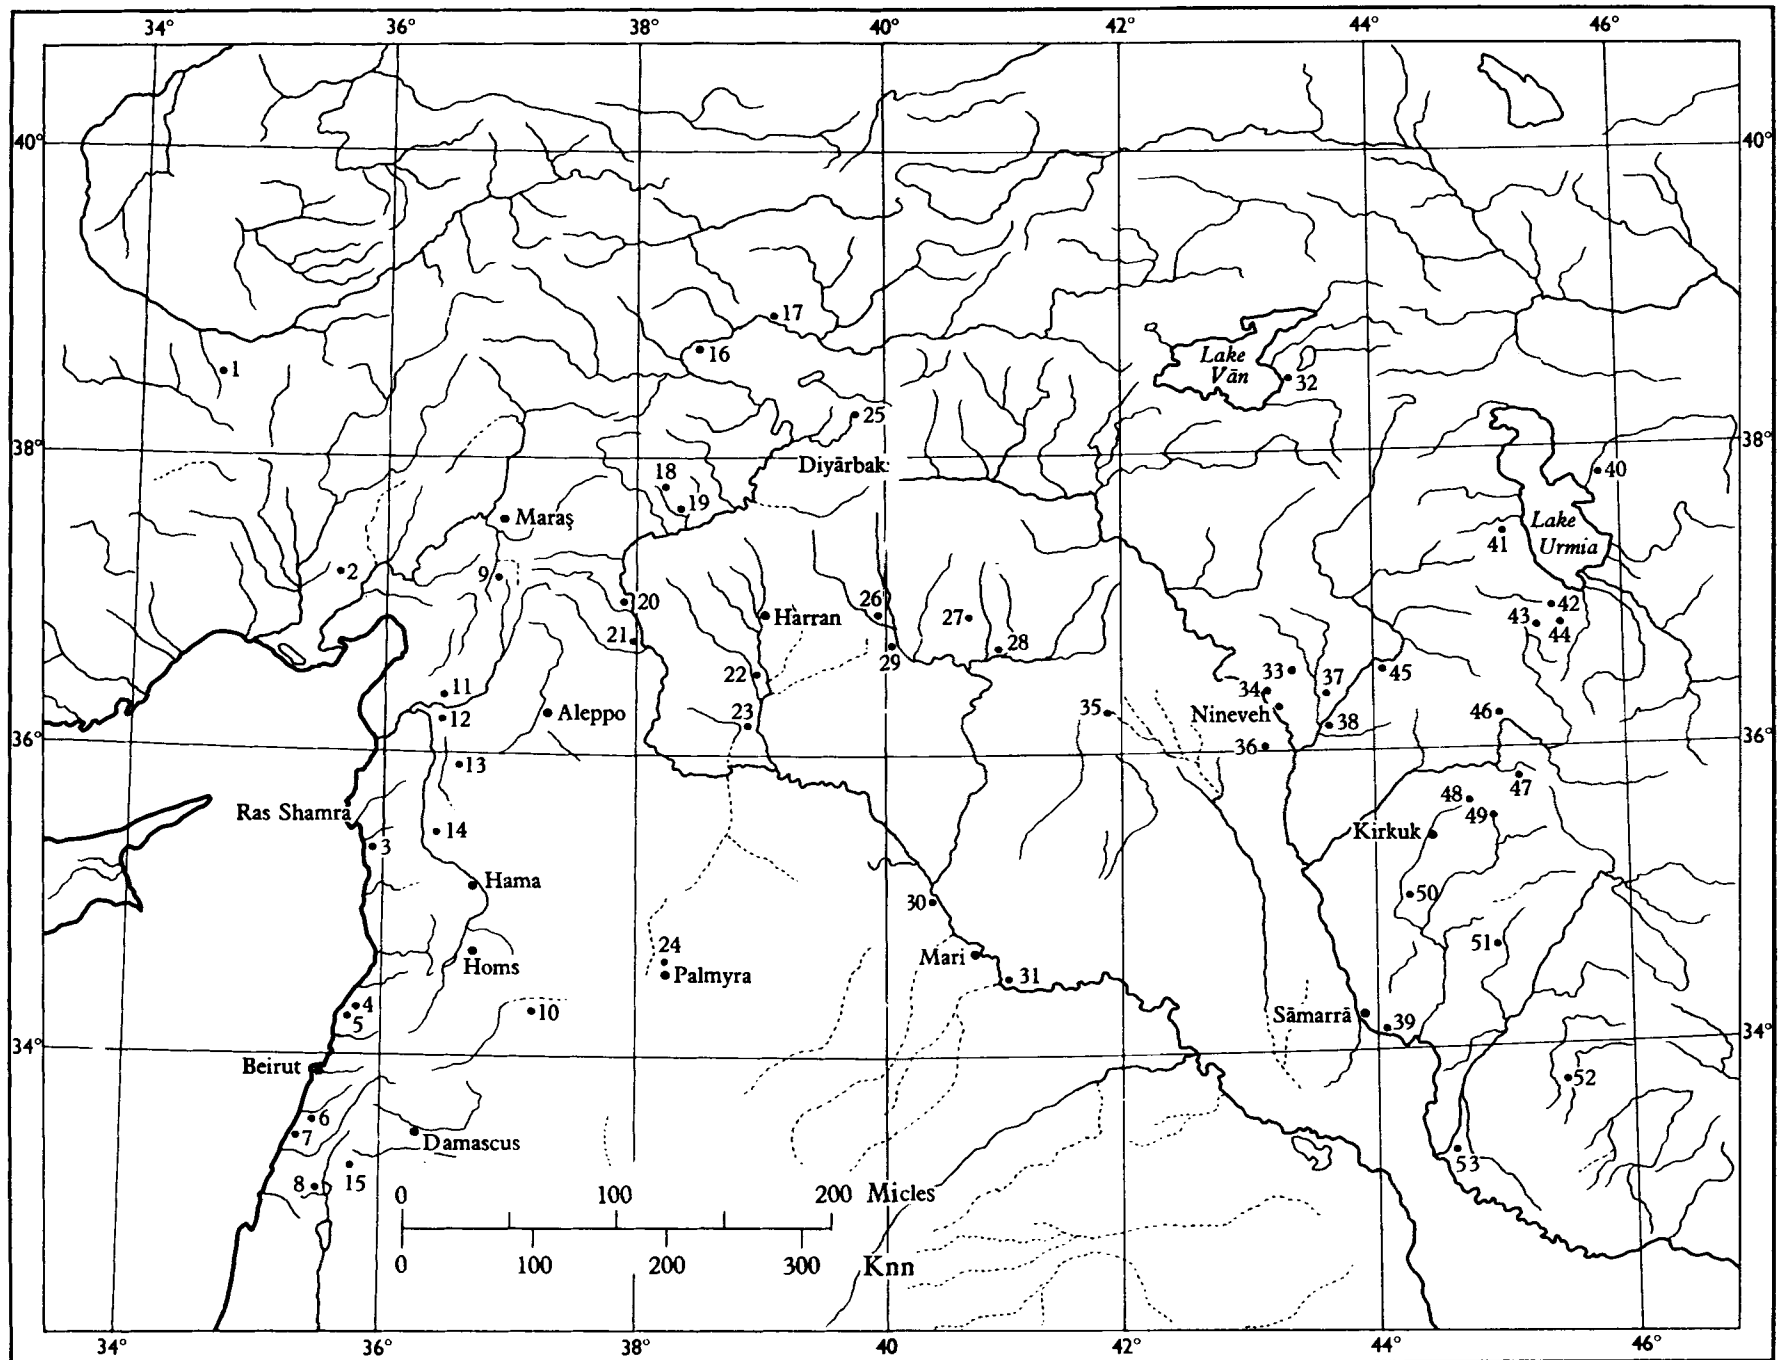 34° 36° 38° 40° 42° 44° 46°
40° 40°
17
16
Lake
Vān
32
1
25
38° 38°
Diyārbak
40
18
19
Maraş
41
Lake
Urmia
2
9
20
26
27
42
43
44
Harran
21
29
28
22
33
45
11
34
37
12
Aleppo
23
35
Nineveh
38
46
36° 36°
36
13
47
Ras Shamra
48
49
14
Kirkuk
3
Hama
30
50
24
51
Homs
Mari
Palmyra
31
4
5
10
Sāmarrā
39
34° 34°
Beirut
52
6
7
Damascus
53
8
15
0 100 200 Micles
0 100 200 300 Knn
34° 36° 38° 40 42° 44° 46°